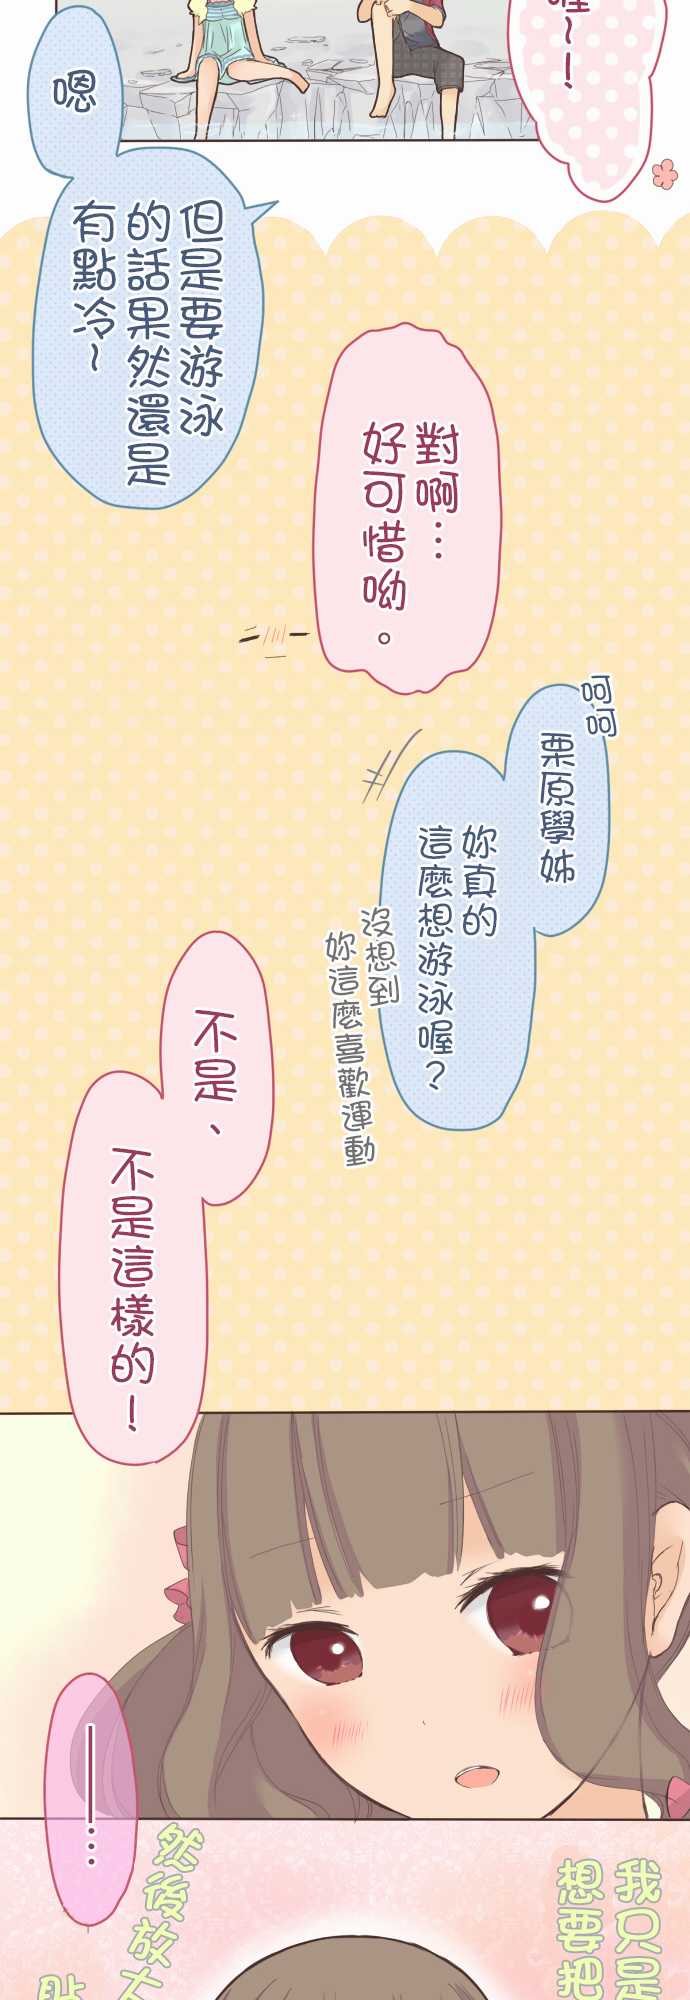 喔~!
嗯
但是要游泳
的話果然還是
有點冷~
對啊…
好可惜呦。
呵呵
栗原學姊
妳真的
這麼想游泳喔？
沒想到
妳這麼喜歡運動
不是、
不是這樣的！
——…
我只是
想要把
然後放大